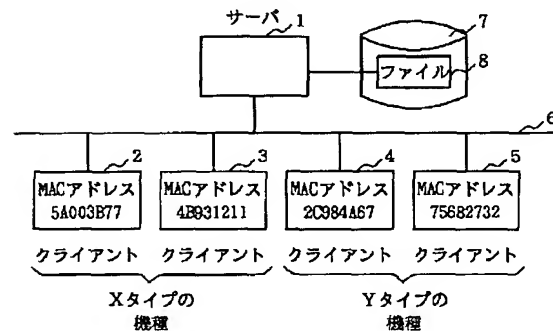 サーバ 1
7
ファイル 8
6
2 3 4 5
MACアドレス 5A003B77
MACアドレス 4B931211
MACアドレス 2C984A67
MACアドレス 75682732
クライアント クライアント クライアント クライアント
Xタイプの機種
Yタイプの機種